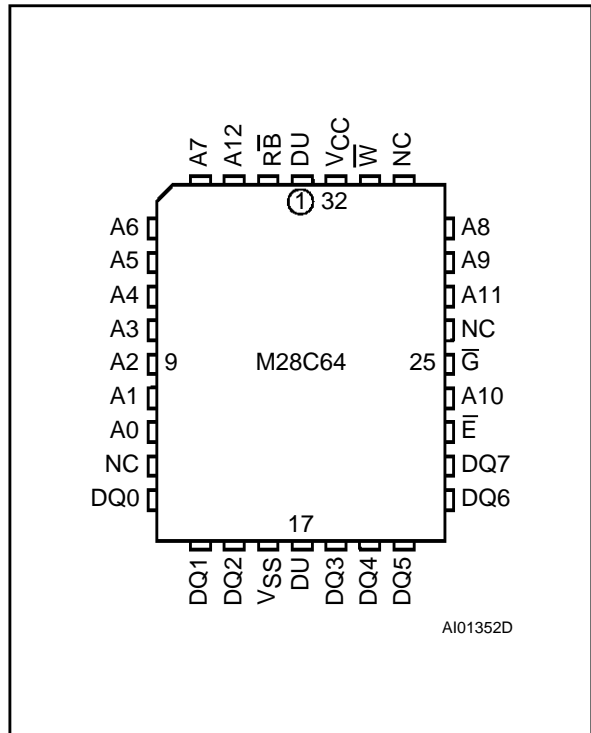 A7 A12 R̅B̅ DU VCC W̅ NC
1 32
A6 A8
A5 A9
A4 A11
A3 NC
A2 9 M28C64 25 G̅
A1 A10
A0 E̅
NC DQ7
DQ0 DQ6
17
DQ1 DQ2 VSS DU DQ3 DQ4 DQ5
AI01352D